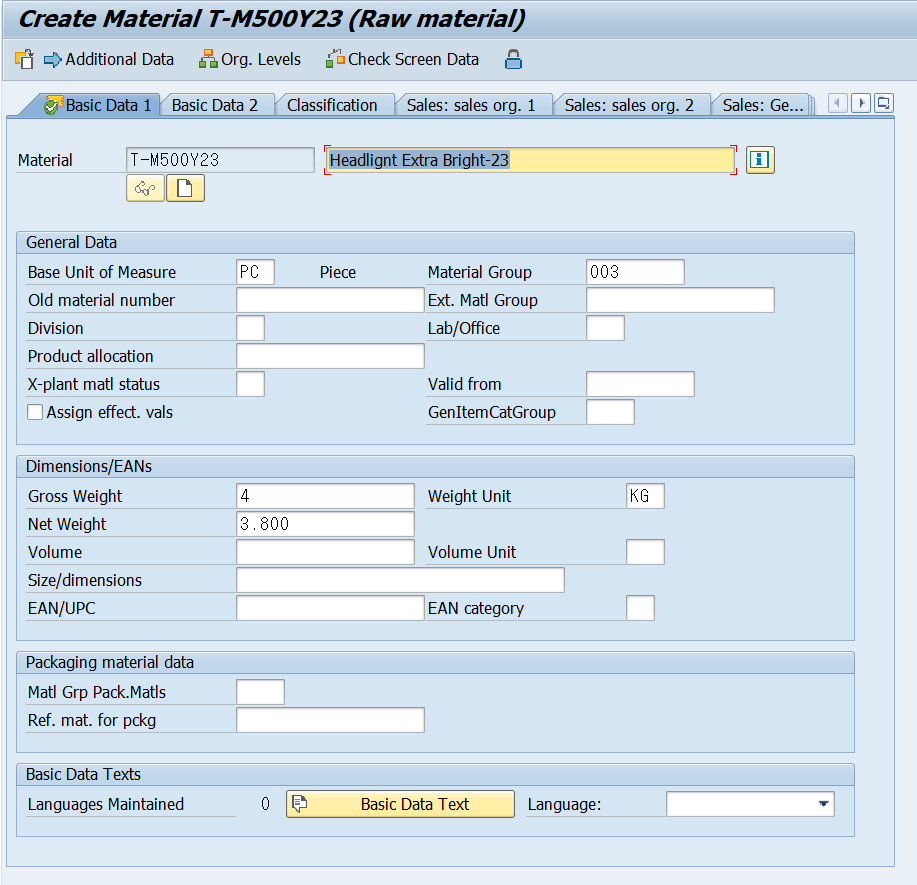 Create Material T-M500Y23 (Raw material)
Additional Data Org. Levels Check Screen Data
Basic Data 1 Basic Data 2 Classification Sales: sales org. 1 Sales: sales org. 2 Sales: Ge...
Material T-M500Y23 Headlignt Extra Bright-23
General Data
Base Unit of Measure PC Piece Material Group 003
Old material number Ext. Matl Group
Division Lab/Office
Product allocation
X-plant matl status Valid from
Assign effect. vals GenItemCatGroup
Dimensions/EANs
Gross Weight 4 Weight Unit KG
Net Weight 3.800
Volume Volume Unit
Size/dimensions
EAN/UPC EAN category
Packaging material data
Matl Grp Pack.Matls
Ref. mat. for pckg
Basic Data Texts
Languages Maintained 0 Basic Data Text Language: